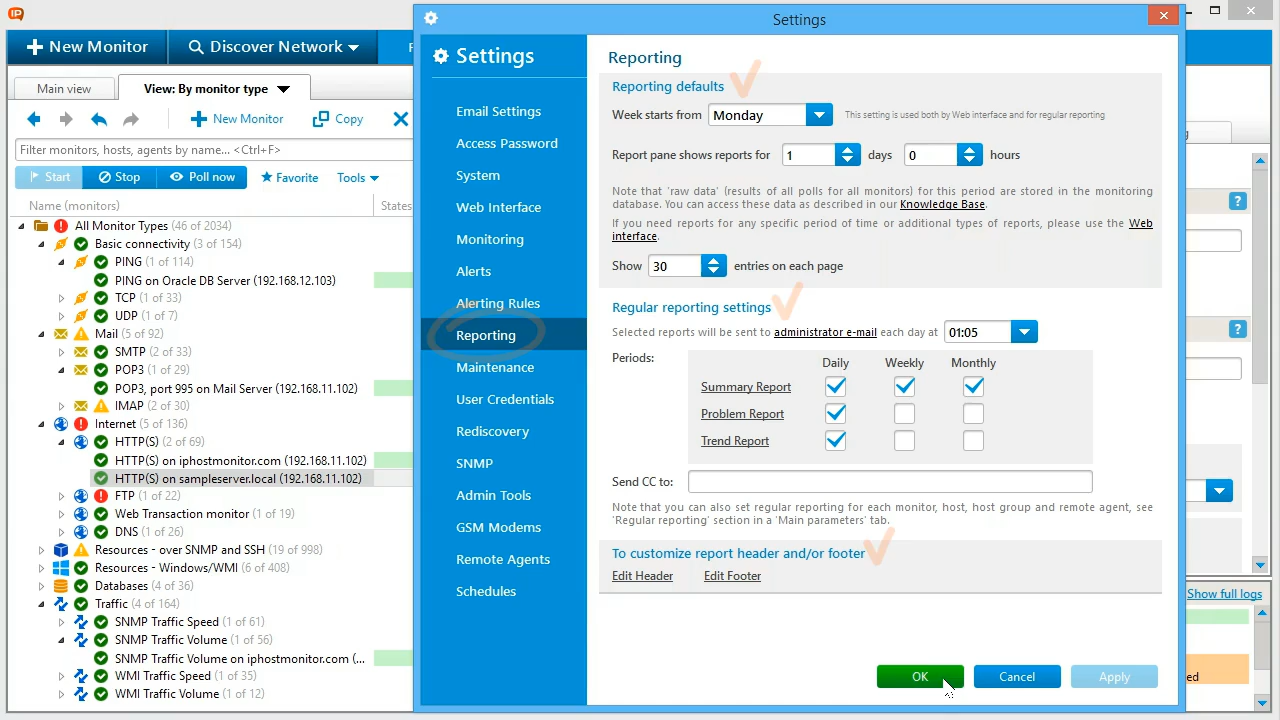 IP
New Monitor
Discover Network
Main view
View: By monitor type
New Monitor
Copy
Filter monitors, hosts, agents by name... <Ctrl+F>
Start
Stop
Poll now
Favorite
Tools
Name (monitors)
States
All Monitor Types (46 of 2034)
Basic connectivity (3 of 154)
PING (1 of 114)
PING on Oracle DB Server (192.168.12.103)
TCP (1 of 33)
UDP (1 of 7)
Mail (5 of 92)
SMTP (2 of 33)
POP3 (1 of 29)
POP3, port 995 on Mail Server (192.168.11.102)
IMAP (2 of 30)
Internet (5 of 136)
HTTP(S) (2 of 69)
HTTP(S) on iphostmonitor.com (192.168.11.102)
HTTP(S) on sampleserver.local (192.168.11.102)
FTP (1 of 22)
Web Transaction monitor (1 of 19)
DNS (1 of 26)
Resources - over SNMP and SSH (19 of 998)
Resources - Windows/WMI (6 of 408)
Databases (4 of 36)
Traffic (4 of 164)
SNMP Traffic Speed (1 of 61)
SNMP Traffic Volume (1 of 56)
SNMP Traffic Volume on iphostmonitor.com (...
WMI Traffic Speed (1 of 35)
WMI Traffic Volume (1 of 12)
Settings
Settings
Email Settings
Access Password
System
Web Interface
Monitoring
Alerts
Alerting Rules
Reporting
Maintenance
User Credentials
Rediscovery
SNMP
Admin Tools
GSM Modems
Remote Agents
Schedules
Reporting
Reporting defaults
Week starts from Monday This setting is used both by Web interface and for regular reporting
Report pane shows reports for 1 days 0 hours
Note that 'raw data' (results of all polls for all monitors) for this period are stored in the monitoring
database. You can access these data as described in our Knowledge Base.
If you need reports for any specific period of time or additional types of reports, please use the Web
interface.
Show 30 entries on each page
Regular reporting settings
Selected reports will be sent to administrator e-mail each day at 01:05
Periods:
Daily Weekly Monthly
Summary Report
Problem Report
Trend Report
Send CC to:
Note that you can also set regular reporting for each monitor, host, host group and remote agent, see
'Regular reporting' section in a 'Main parameters' tab.
To customize report header and/or footer
Edit Header Edit Footer
OK Cancel Apply
?
?
Show full logs